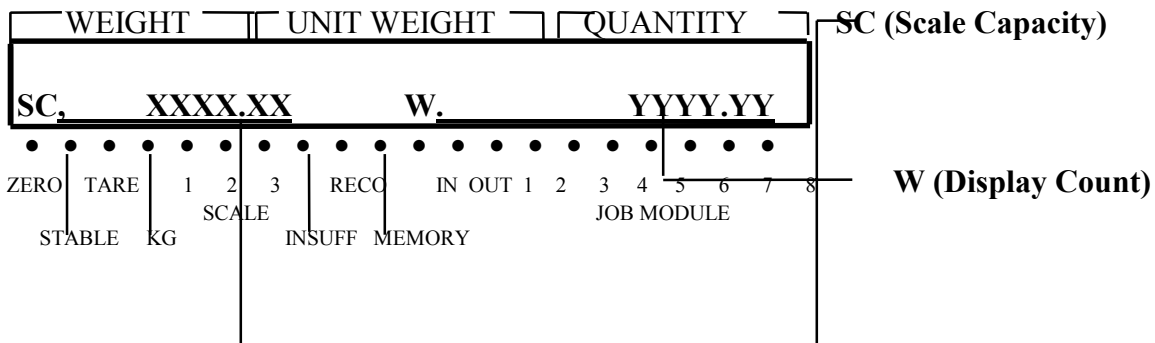 WEIGHT UNIT WEIGHT QUANTITY SC (Scale Capacity)
SC, XXXX.XX W. YYYY.YY
ZERO TARE 1 2 3 RECO IN OUT 1 2 3 4 5 6 7 8 W (Display Count)
SCALE JOB MODULE
STABLE KG INSUFF MEMORY